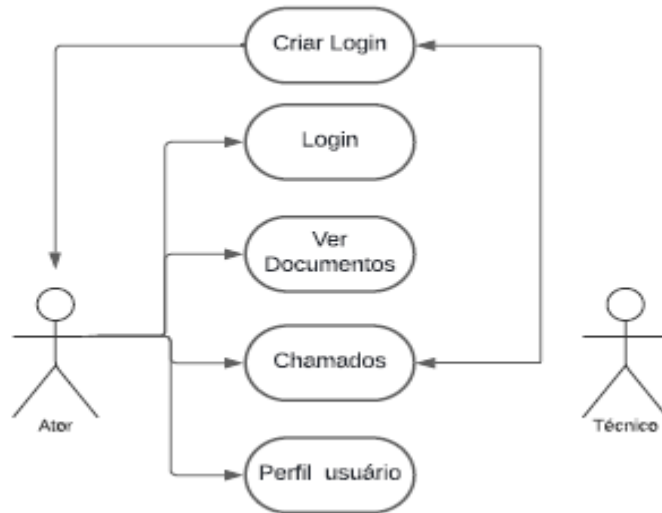 Criar Login
Login
Ver
Documentos
Chamados
Ator
Técnico
Perfil usuário